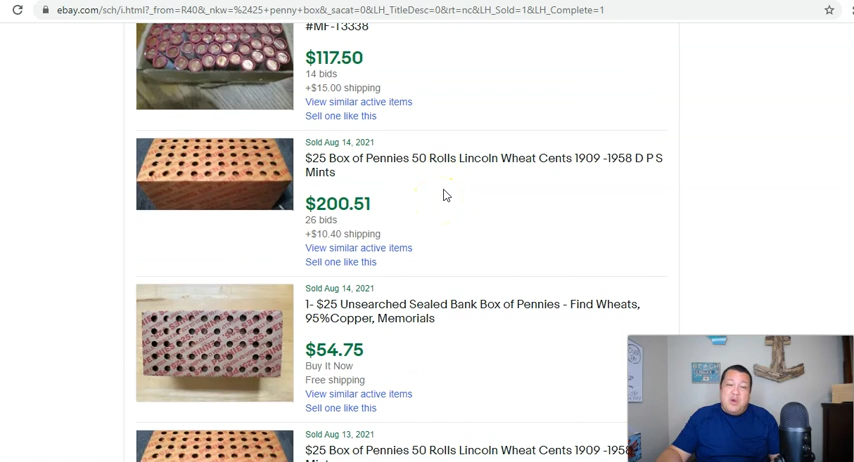 ebay.com/sch/i.html?_from=R40&_nkw=%2425+penny+box&_sacat=0&LH_TitleDesc=0&rt=nc&LH_Sold=1&LH_Complete=1
#MF-T3338
$117.50
14 bids
+$15.00 shipping
View similar active items
Sell one like this
Sold Aug 14, 2021
$25 Box of Pennies 50 Rolls Lincoln Wheat Cents 1909 -1958 D P S
Mints
$200.51
26 bids
+$10.40 shipping
View similar active items
Sell one like this
Sold Aug 14, 2021
1- $25 Unsearched Sealed Bank Box of Pennies - Find Wheats,
95%Copper, Memorials
$54.75
Buy It Now
Free shipping
View similar active items
Sell one like this
Sold Aug 13, 2021
$25 Box of Pennies 50 Rolls Lincoln Wheat Cents 1909 -1958